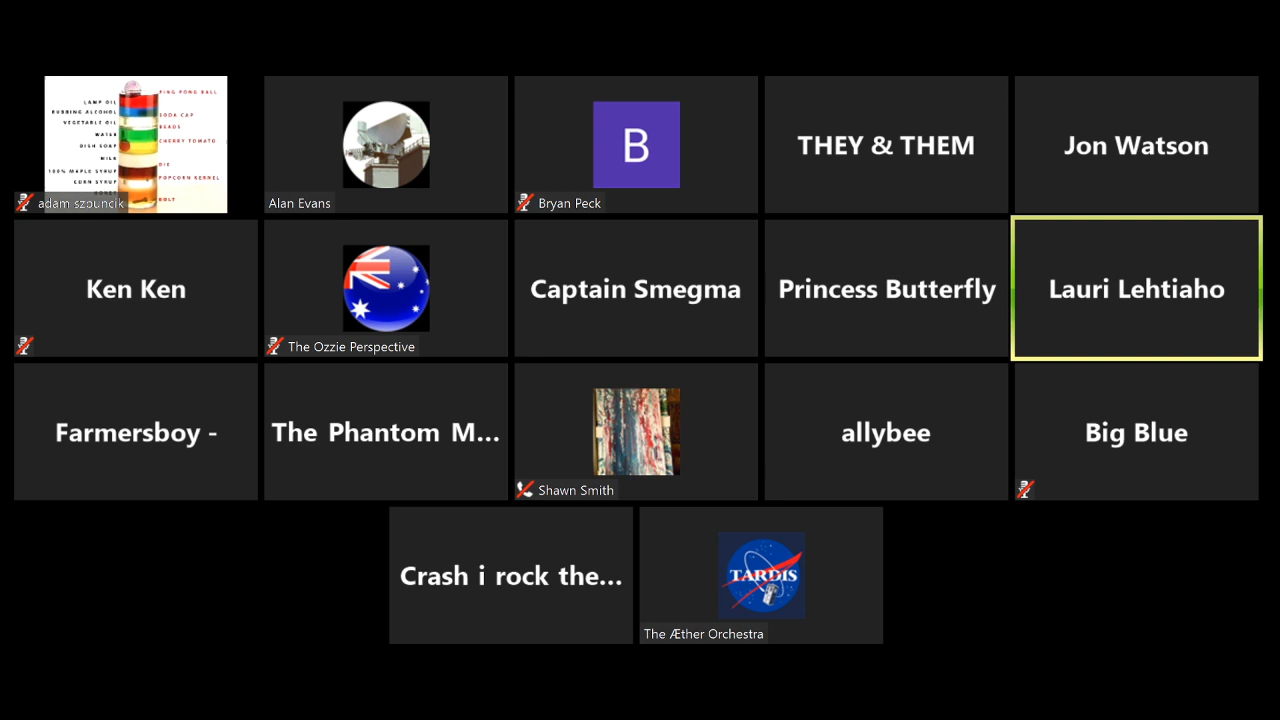 PING PONG BALL
LAMP OIL
RUBBING ALCOHOL
SODA CAP
VEGETABLE OIL
BEADS
WATER
CHERRY TOMATO
DISH SOAP
MILK
DIE
100% MAPLE SYRUP
POPCORN KERNEL
CORN SYRUP
BOLT
adam szpuncik
Alan Evans
B
Bryan Peck
THEY & THEM
Jon Watson
Ken Ken
The Ozzie Perspective
Captain Smegma
Princess Butterfly
Lauri Lehtiaho
Farmersboy -
The Phantom M...
Shawn Smith
allybee
Big Blue
Crash i rock the...
TARDIS
The Æther Orchestra